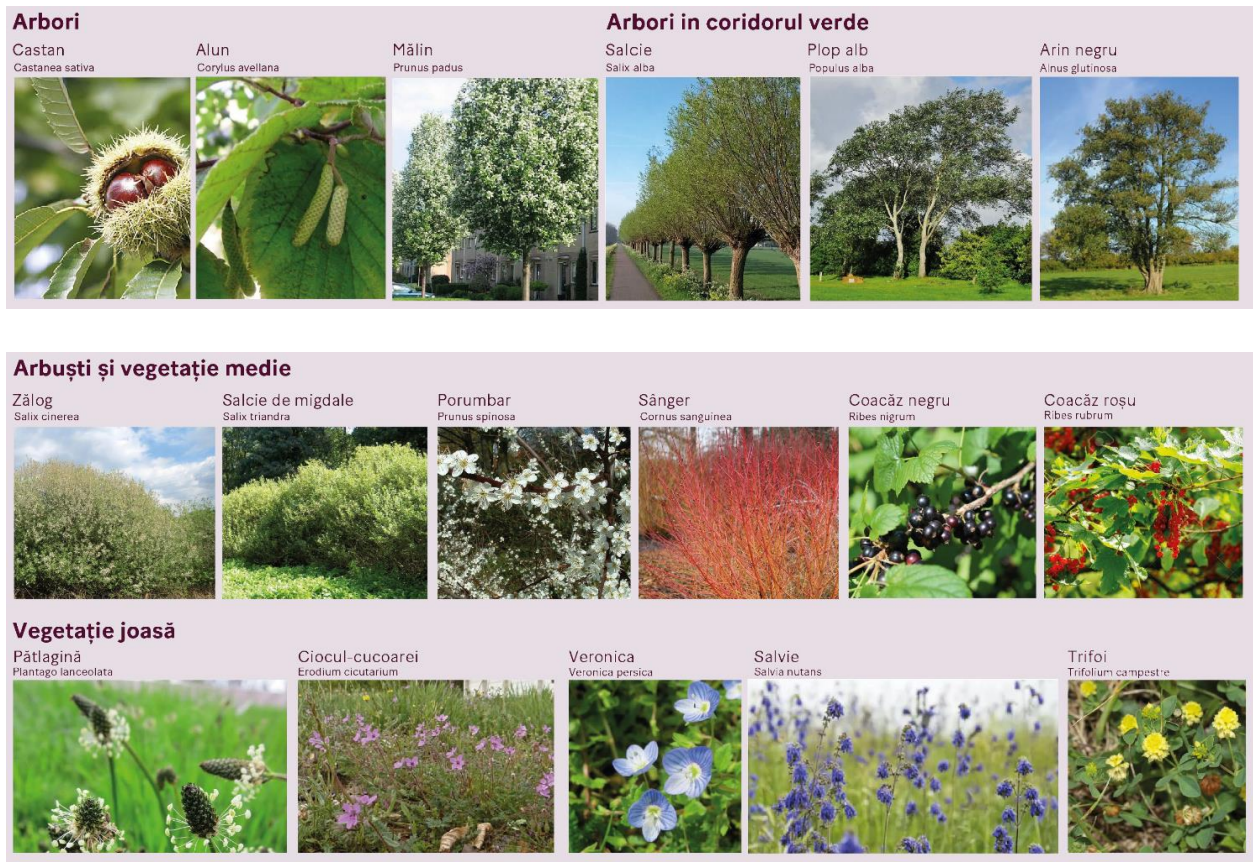 Arbori
Arbori in coridorul verde
Castan
Castanea sativa
Alun
Corylus avellana
Mălin
Prunus padus
Salcie
Salix alba
Plop alb
Populus alba
Arin negru
Alnus glutinosa
Arbuști și vegetație medie
Zălog
Salix cinerea
Salcie de migdale
Salix triandra
Porumbar
Prunus spinosa
Sânger
Cornus sanguinea
Coacăz negru
Ribes nigrum
Coacăz roșu
Ribes rubrum
Vegetație joasă
Pătlagină
Plantago lanceolata
Ciocul-cucoarei
Erodium cicutarium
Veronica
Veronica persica
Salvie
Salvia nutans
Trifoi
Trifolium campestre